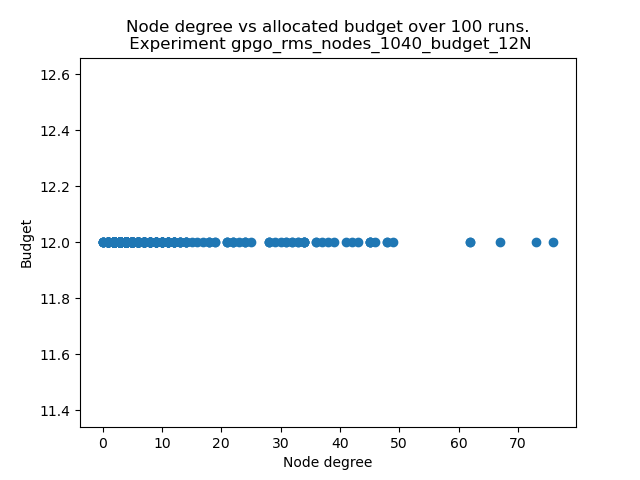 Node degree vs allocated budget over 100 runs.
Experiment gpgo_rms_nodes_1040_budget_12N
12.6
12.4
12.2
12.0
11.8
11.6
11.4
Budget
0 10 20 30 40 50 60 70
Node degree